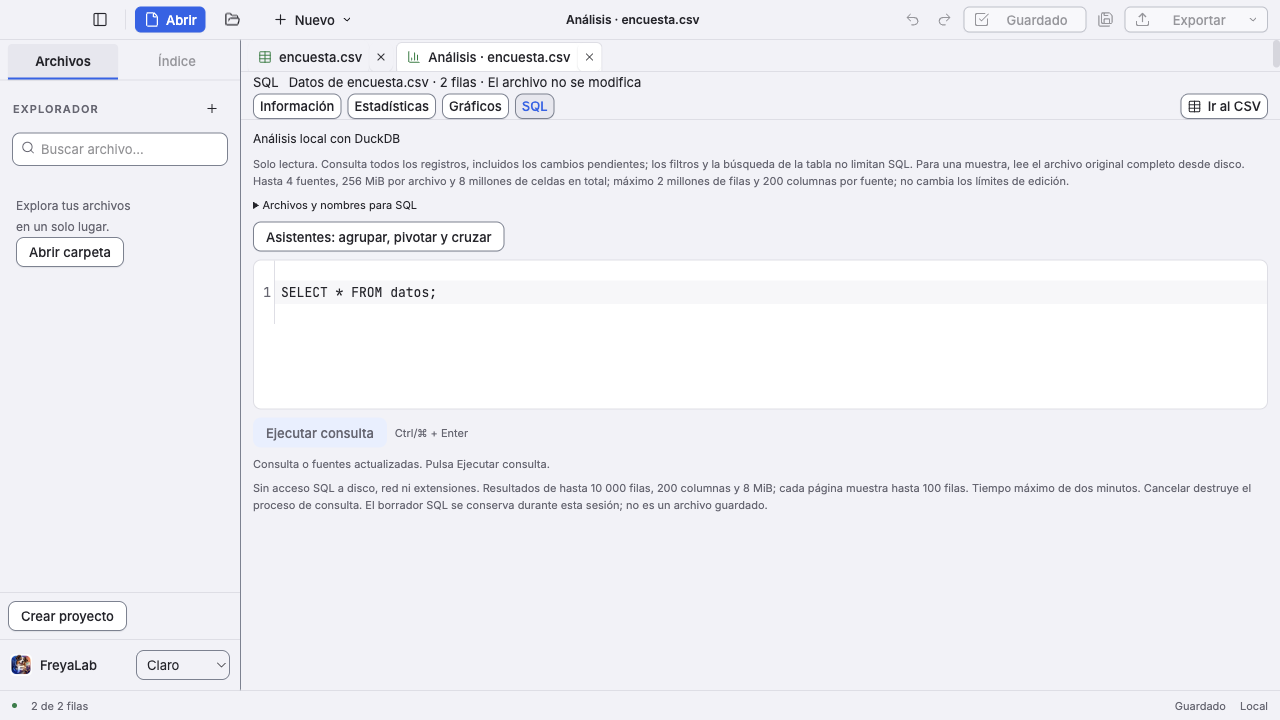 Abrir
Nuevo
Análisis · encuesta.csv
Guardado
Exportar
Archivos
Índice
encuesta.csv
Análisis · encuesta.csv
SQL Datos de encuesta.csv · 2 filas · El archivo no se modifica
Información
Estadísticas
Gráficos
SQL
Ir al CSV
EXPLORADOR
Buscar archivo...
Explora tus archivos
en un solo lugar.
Abrir carpeta
Análisis local con DuckDB
Solo lectura. Consulta todos los registros, incluidos los cambios pendientes; los filtros y la búsqueda de la tabla no limitan SQL. Para una muestra, lee el archivo original completo desde disco.
Hasta 4 fuentes, 256 MiB por archivo y 8 millones de celdas en total; máximo 2 millones de filas y 200 columnas por fuente; no cambia los límites de edición.
Archivos y nombres para SQL
Asistentes: agrupar, pivotar y cruzar
1 SELECT * FROM datos;
Ejecutar consulta
Ctrl/⌘ + Enter
Consulta o fuentes actualizadas. Pulsa Ejecutar consulta.
Sin acceso SQL a disco, red ni extensiones. Resultados de hasta 10 000 filas, 200 columnas y 8 MiB; cada página muestra hasta 100 filas. Tiempo máximo de dos minutos. Cancelar destruye el
proceso de consulta. El borrador SQL se conserva durante esta sesión; no es un archivo guardado.
Crear proyecto
FreyaLab
Claro
2 de 2 filas
Guardado
Local